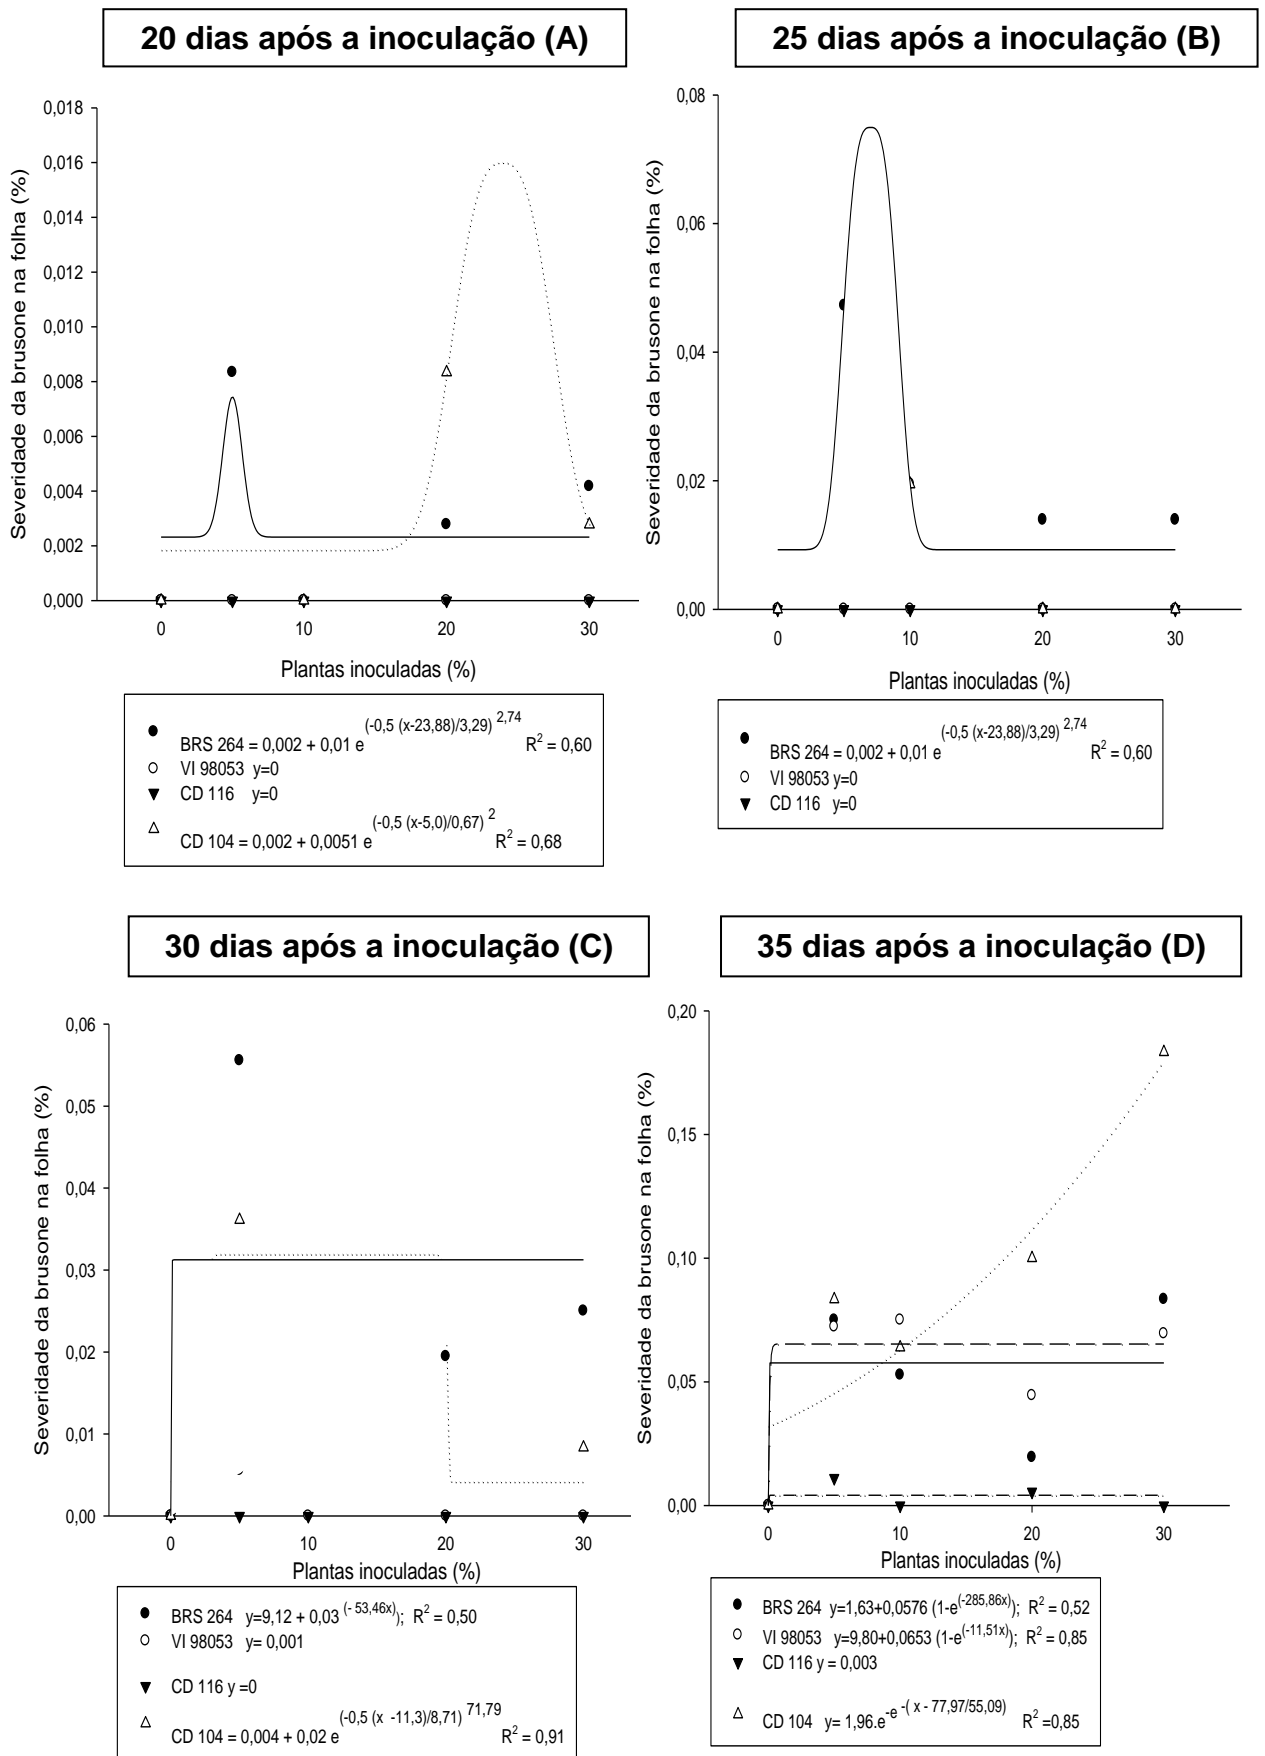 20 dias após a inoculação (A)
Severidade da brusone na folha (%)
0,018
0,016
0,014
0,012
0,010
0,008
0,006
0,004
0,002
0,000
0 10 20 30
Plantas inoculadas (%)
BRS 264 = 0,002 + 0,01 e (-0,5 (x-23,88)/3,29) 2,74 R2 = 0,60
VI 98053 y=0
CD 116 y=0
CD 104 = 0,002 + 0,0051 e (-0,5 (x-5,0)/0,67) 2 R2 = 0,68
25 dias após a inoculação (B)
Severidade da brusone na folha (%)
0,08
0,06
0,04
0,02
0,00
0 10 20 30
Plantas inoculadas (%)
BRS 264 = 0,002 + 0,01 e (-0,5 (x-23,88)/3,29) 2,74 R2 = 0,60
VI 98053 y=0
CD 116 y=0
30 dias após a inoculação (C)
Severidade da brusone na folha (%)
0,06
0,05
0,04
0,03
0,02
0,01
0,00
0 10 20 30
Plantas inoculadas (%)
BRS 264 y=9,12 + 0,03 (- 53,46x); R2 = 0,50
VI 98053 y= 0,001
CD 116 y =0
CD 104 = 0,004 + 0,02 e (-0,5 (x -11,3)/8,71) 71,79 R2 = 0,91
35 dias após a inoculação (D)
Severidade da brusone na folha (%)
0,20
0,15
0,10
0,05
0,00
0 10 20 30
Plantas inoculadas (%)
BRS 264 y=1,63+0,0576 (1-e(-285,86x)); R2 = 0,52
VI 98053 y=9,80+0,0653 (1-e(-11,51x)); R2 = 0,85
CD 116 y = 0,003
CD 104 y= 1,96.e-e -( x - 77,97/55,09) R2 =0,85